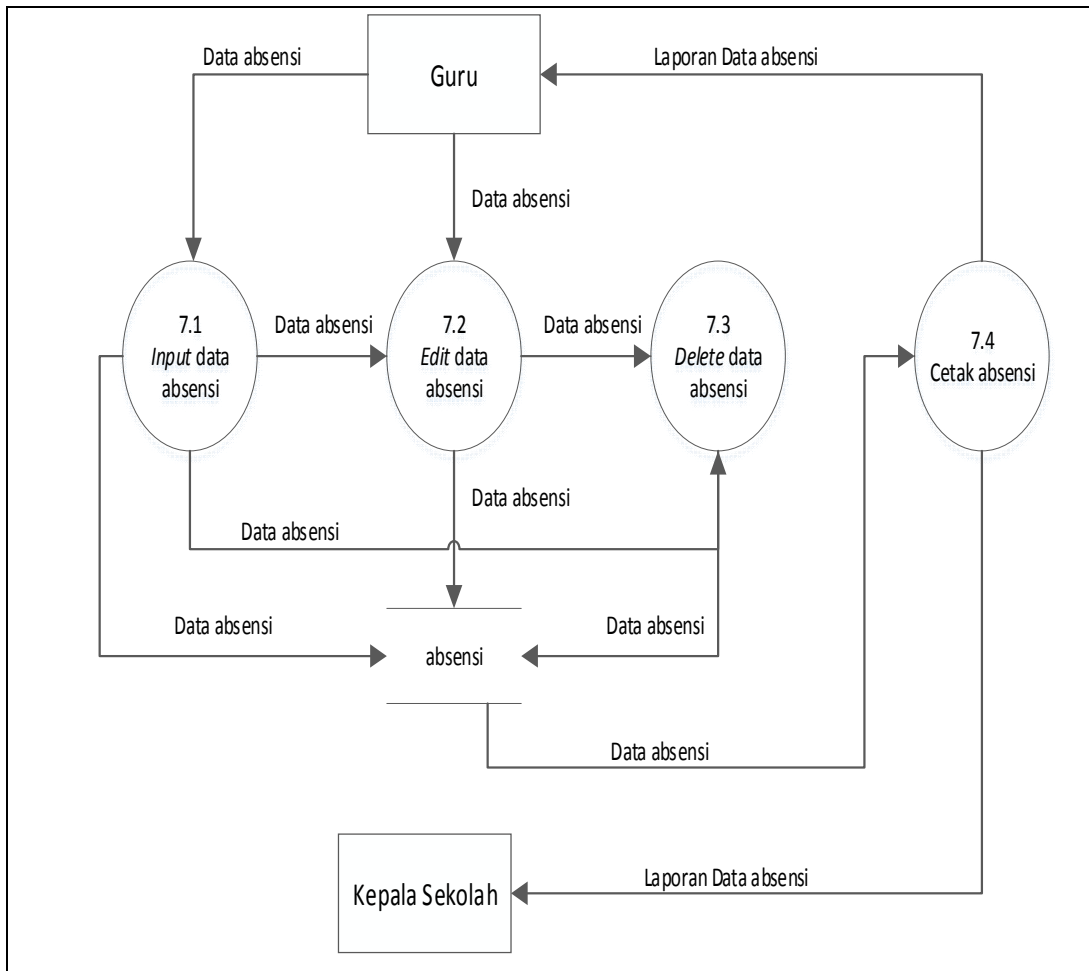 Data absensi
Guru
Laporan Data absensi
Data absensi
7.1
Input data
absensi
Data absensi
7.2
Edit data
absensi
Data absensi
7.3
Delete data
absensi
7.4
Cetak absensi
Data absensi
Data absensi
Data absensi
absensi
Data absensi
Data absensi
Kepala Sekolah
Laporan Data absensi